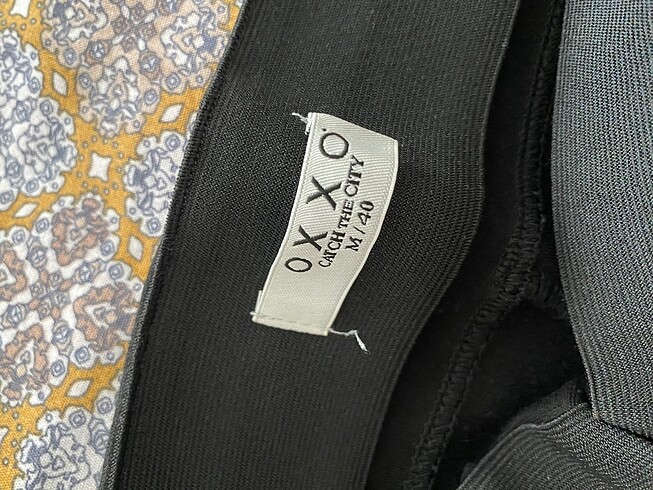 OXXO
CATCH THE CITY
M / 40